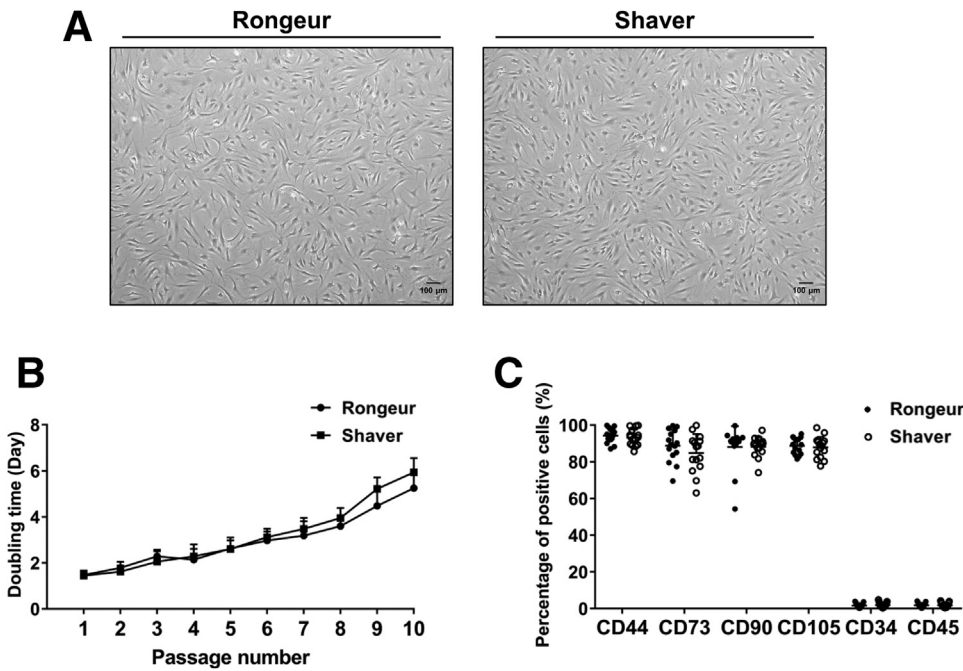 A
Rongeur
Shaver
100 μm
100 μm
B
Rongeur
Shaver
Doubling time (Day)
8
6
4
2
0
1 2 3 4 5 6 7 8 9 10
Passage number
C
Rongeur
Shaver
Percentage of positive cells (%)
100
80
60
40
20
0
CD44 CD73 CD90 CD105 CD34 CD45